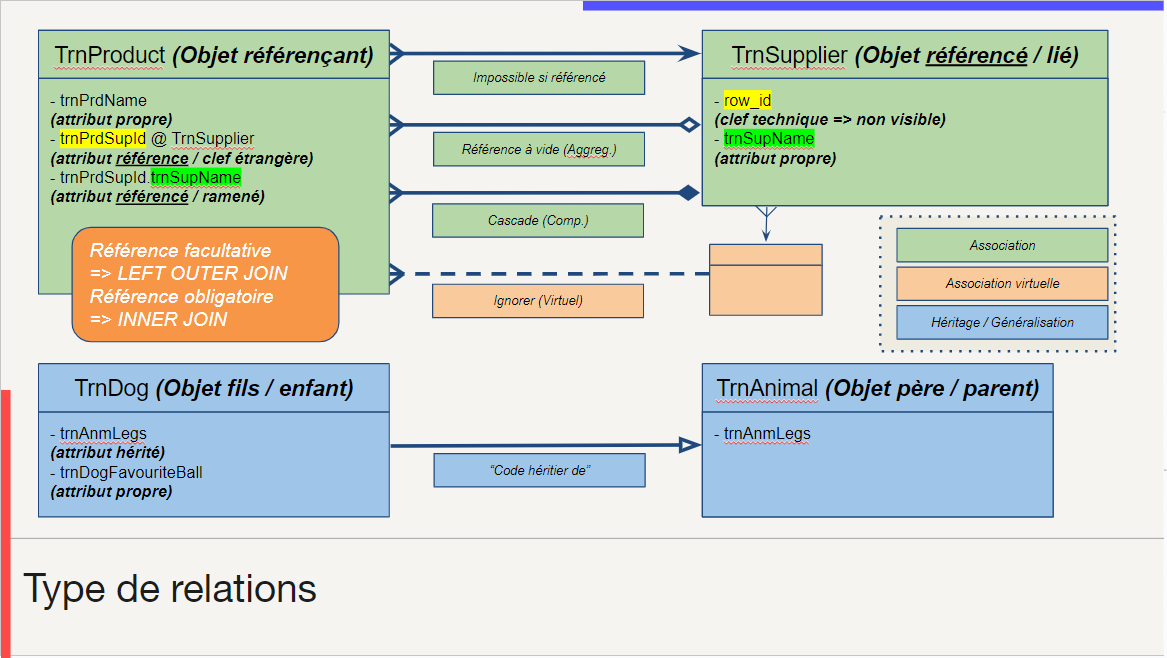 TrnProduct (Objet référençant)
- trnPrdName
(attribut propre)
- trnPrdSupId @ TrnSupplier
(attribut référence / clef étrangère)
- trnPrdSupId.trnSupName
(attribut référencé / ramené)
Référence facultative
=> LEFT OUTER JOIN
Référence obligatoire
=> INNER JOIN
Impossible si référencé
Référence à vide (Aggreg.)
Cascade (Comp.)
Ignorer (Virtuel)
TrnSupplier (Objet référencé / lié)
- row_id
(clef technique => non visible)
- trnSupName
(attribut propre)
Association
Association virtuelle
Héritage / Généralisation
TrnDog (Objet fils / enfant)
- trnAnmLegs
(attribut hérité)
- trnDogFavouriteBall
(attribut propre)
“Code héritier de”
TrnAnimal (Objet père / parent)
- trnAnmLegs
Type de relations